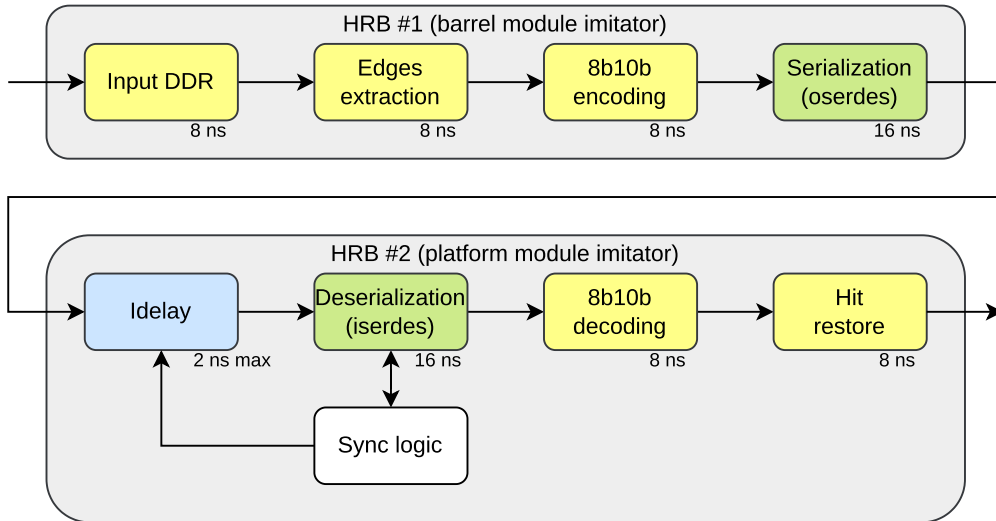 HRB #1 (barrel module imitator)
Input DDR
8 ns
Edges
extraction
8 ns
8b10b
encoding
8 ns
Serialization
(oserdes)
16 ns
HRB #2 (platform module imitator)
Idelay
2 ns max
Deserialization
(iserdes)
16 ns
8b10b
decoding
8 ns
Hit
restore
8 ns
Sync logic